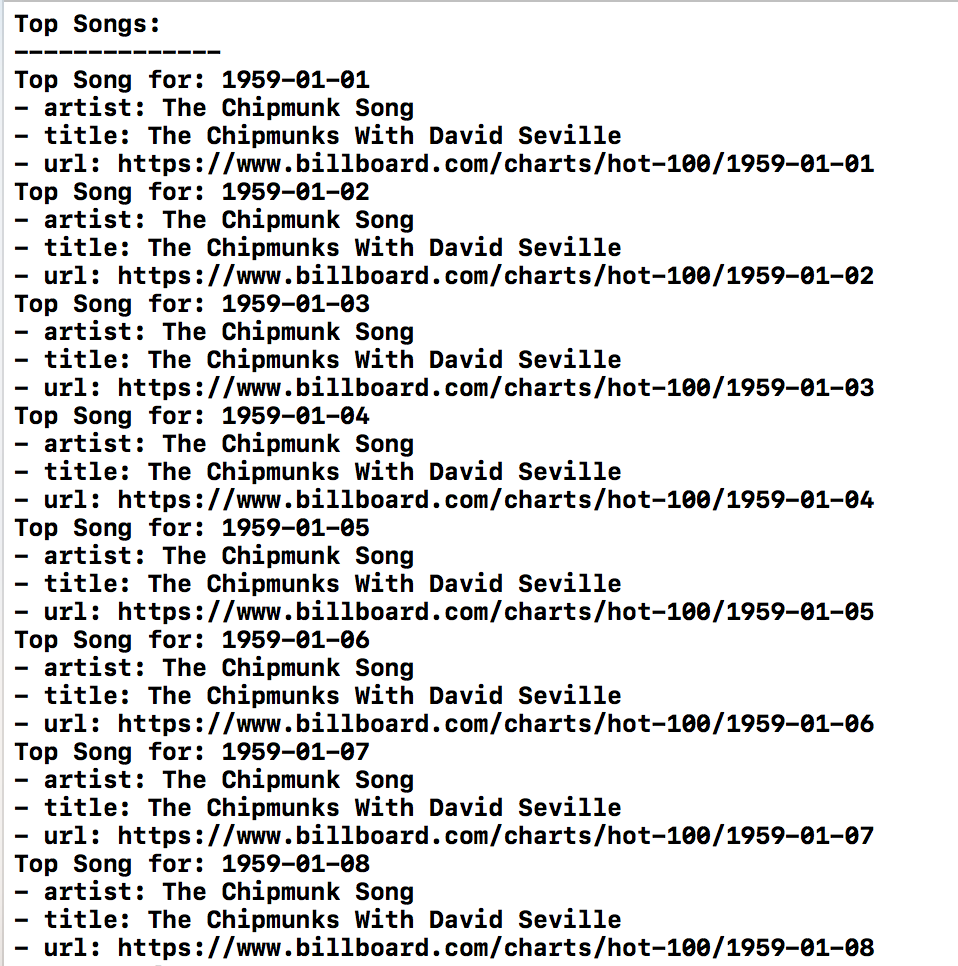 Top Songs:
--------------
Top Song for: 1959-01-01
- artist: The Chipmunk Song
- title: The Chipmunks With David Seville
- url: https://www.billboard.com/charts/hot-100/1959-01-01
Top Song for: 1959-01-02
- artist: The Chipmunk Song
- title: The Chipmunks With David Seville
- url: https://www.billboard.com/charts/hot-100/1959-01-02
Top Song for: 1959-01-03
- artist: The Chipmunk Song
- title: The Chipmunks With David Seville
- url: https://www.billboard.com/charts/hot-100/1959-01-03
Top Song for: 1959-01-04
- artist: The Chipmunk Song
- title: The Chipmunks With David Seville
- url: https://www.billboard.com/charts/hot-100/1959-01-04
Top Song for: 1959-01-05
- artist: The Chipmunk Song
- title: The Chipmunks With David Seville
- url: https://www.billboard.com/charts/hot-100/1959-01-05
Top Song for: 1959-01-06
- artist: The Chipmunk Song
- title: The Chipmunks With David Seville
- url: https://www.billboard.com/charts/hot-100/1959-01-06
Top Song for: 1959-01-07
- artist: The Chipmunk Song
- title: The Chipmunks With David Seville
- url: https://www.billboard.com/charts/hot-100/1959-01-07
Top Song for: 1959-01-08
- artist: The Chipmunk Song
- title: The Chipmunks With David Seville
- url: https://www.billboard.com/charts/hot-100/1959-01-08